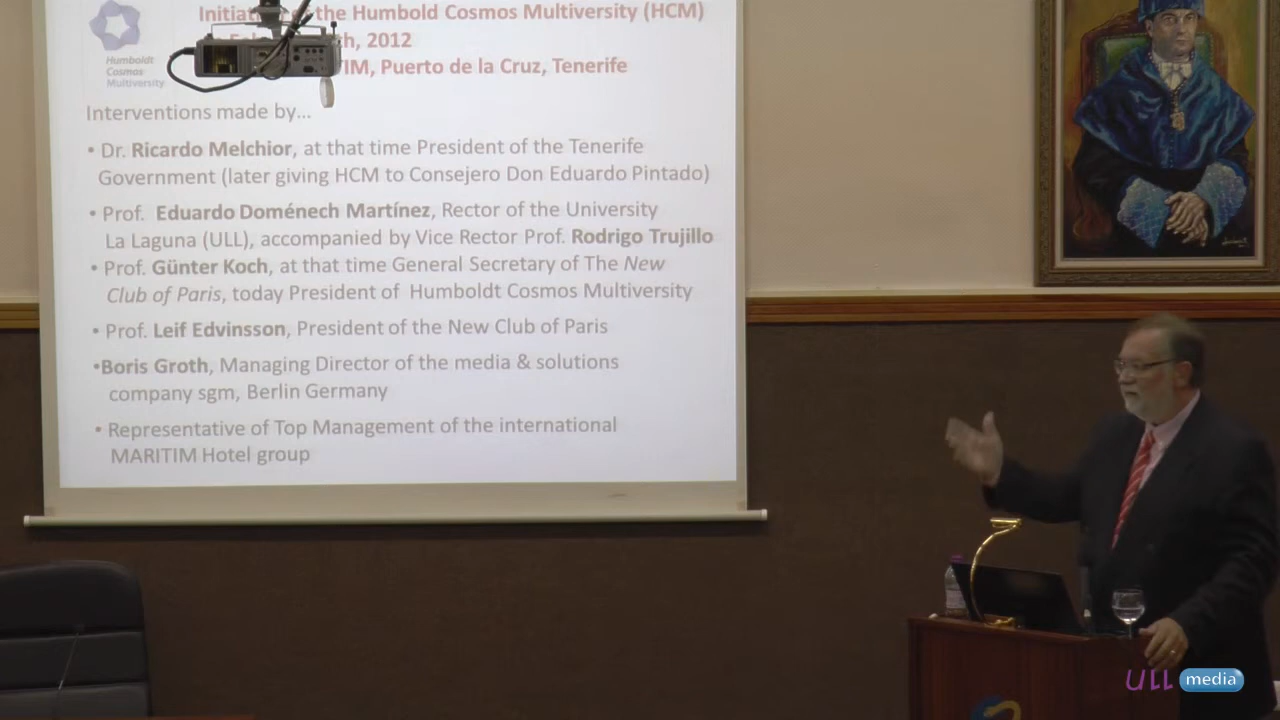 Initiat the Humbold Cosmos Multiversity (HCM)
th, 2012
TIM, Puerto de la Cruz, Tenerife
Humboldt
Cosmos
Multiversity
Interventions made by...
• Dr. Ricardo Melchior, at that time President of the Tenerife
Government (later giving HCM to Consejero Don Eduardo Pintado)
• Prof. Eduardo Doménech Martínez, Rector of the University
La Laguna (ULL), accompanied by Vice Rector Prof. Rodrigo Trujillo
• Prof. Günter Koch, at that time General Secretary of The New
Club of Paris, today President of Humboldt Cosmos Multiversity
• Prof. Leif Edvinsson, President of the New Club of Paris
•Boris Groth, Managing Director of the media & solutions
company sgm, Berlin Germany
• Representative of Top Management of the international
MARITIM Hotel group
ULL media